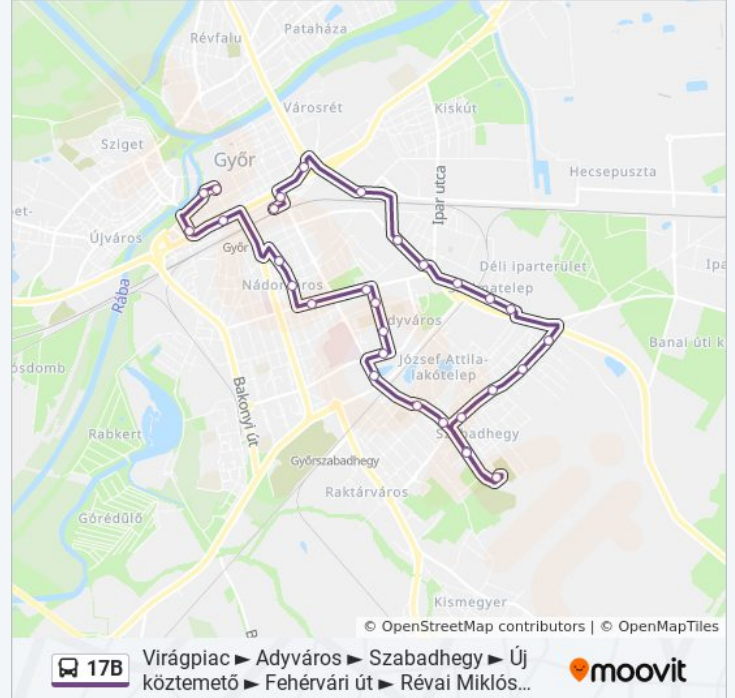 Pataháza
Révfalu
Városrét
Kiskút
Sziget
Győr
Hecsepuszta
Ipar utca
Újváros
Győr
Déli iparterület
Rába
Nádorváros
Adyváros
Banai úti k
József Attila-
lakótelep
Bakonyi út
Rabkert
Szabadhegy
Győrszabadhegy
Raktárváros
Górédűlő
Kismegyer
© OpenStreetMap contributors | © OpenMapTiles
17B
Virágpiac ► Adyváros ► Szabadhegy ► Új
köztemető ► Fehérvári út ► Révai Miklós...
moovit